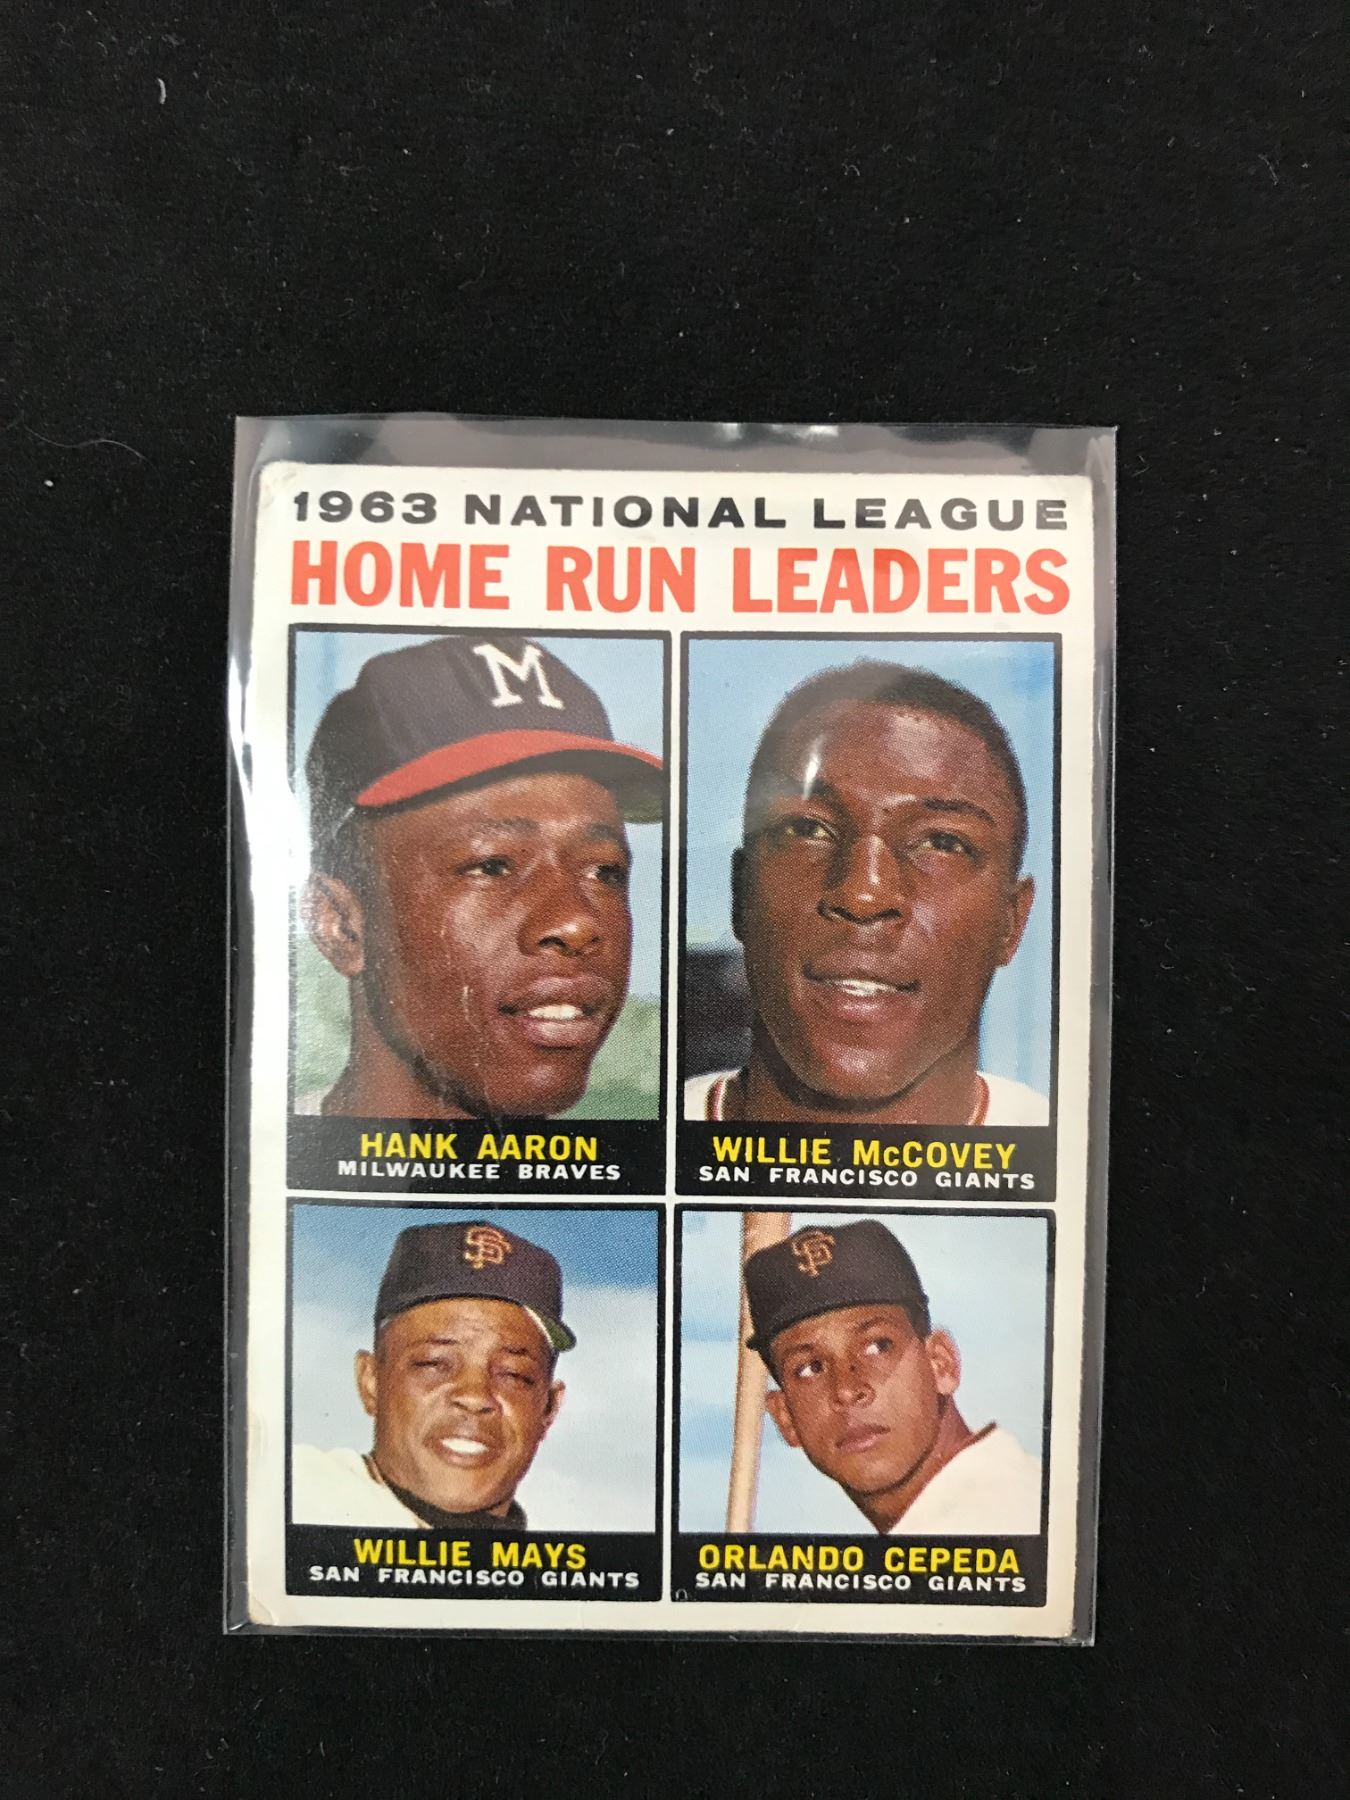 1963 NATIONAL LEAGUE
HOME RUN LEADERS
M
HANK AARON
MILWAUKEE BRAVES
WILLIE McCOVEY
SAN FRANCISCO GIANTS
SF
WILLIE MAYS
SAN FRANCISCO GIANTS
SF
ORLANDO CEPEDA
SAN FRANCISCO GIANTS